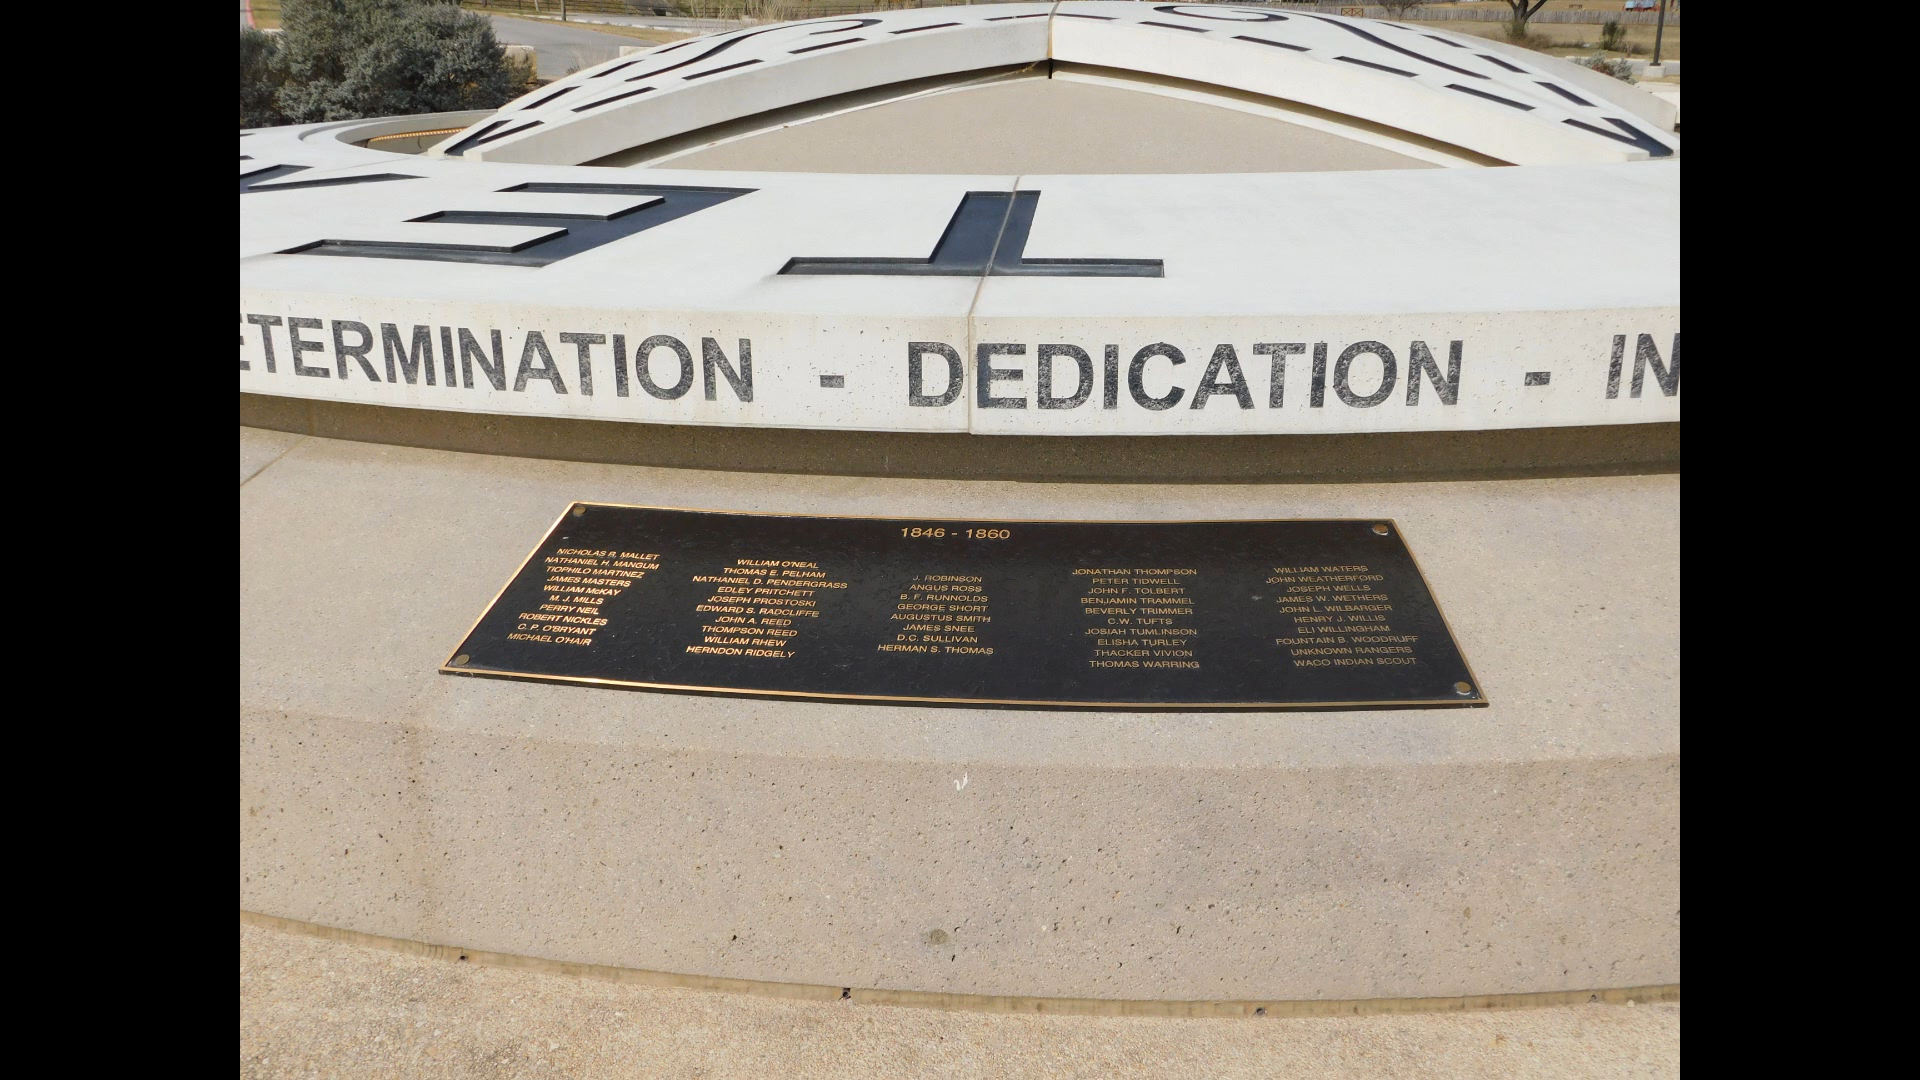 ET
ETERMINATION - DEDICATION - IN
1846 - 1860
NICHOLAS R. MALLET
NATHANIEL H. MANGUM
TIOPHILO MARTINEZ
JAMES MASTERS
WILLIAM McKAY
M. J. MILLS
PERRY NEIL
ROBERT NICKLES
C. P. O'BRYANT
MICHAEL O'HAIR
WILLIAM O'NEAL
THOMAS E. PELHAM
NATHANIEL D. PENDERGRASS
EDLEY PRITCHETT
JOSEPH PROSTOSKI
EDWARD S. RADCLIFFE
JOHN A. REED
THOMPSON REED
WILLIAM RHEW
HERNDON RIDGELY
J. ROBINSON
ANGUS ROSS
B. F. RUNNOLDS
GEORGE SHORT
AUGUSTUS SMITH
JAMES SNEE
D.C. SULLIVAN
HERMAN S. THOMAS
JONATHAN THOMPSON
PETER TIDWELL
JOHN F. TOLBERT
BENJAMIN TRAMMEL
BEVERLY TRIMMER
C.W. TUFTS
JOSIAH TUMLINSON
ELISHA TURLEY
THACKER VIVION
THOMAS WARRING
WILLIAM WATERS
JOHN WEATHERFORD
JOSEPH WELLS
JAMES W. WETHERS
JOHN L. WILBARGER
HENRY J. WILLIS
ELI WILLINGHAM
FOUNTAIN B. WOODRUFF
UNKNOWN RANGERS
WACO INDIAN SCOUT